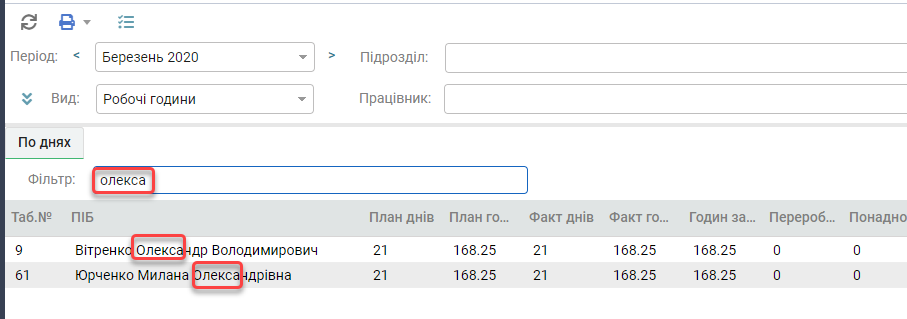 Період: < Березень 2020 > Підрозділ:
Вид: Робочі години Працівник:
По днях
Фільтр: олекса
Таб.№ ПІБ План днів План го... Факт днів Факт го... Годин за... Перероб... Понадно
9 Вітренко Олександр Володимирович 21 168.25 21 168.25 168.25 0 0
61 Юрченко Милана Олександрівна 21 168.25 21 168.25 168.25 0 0